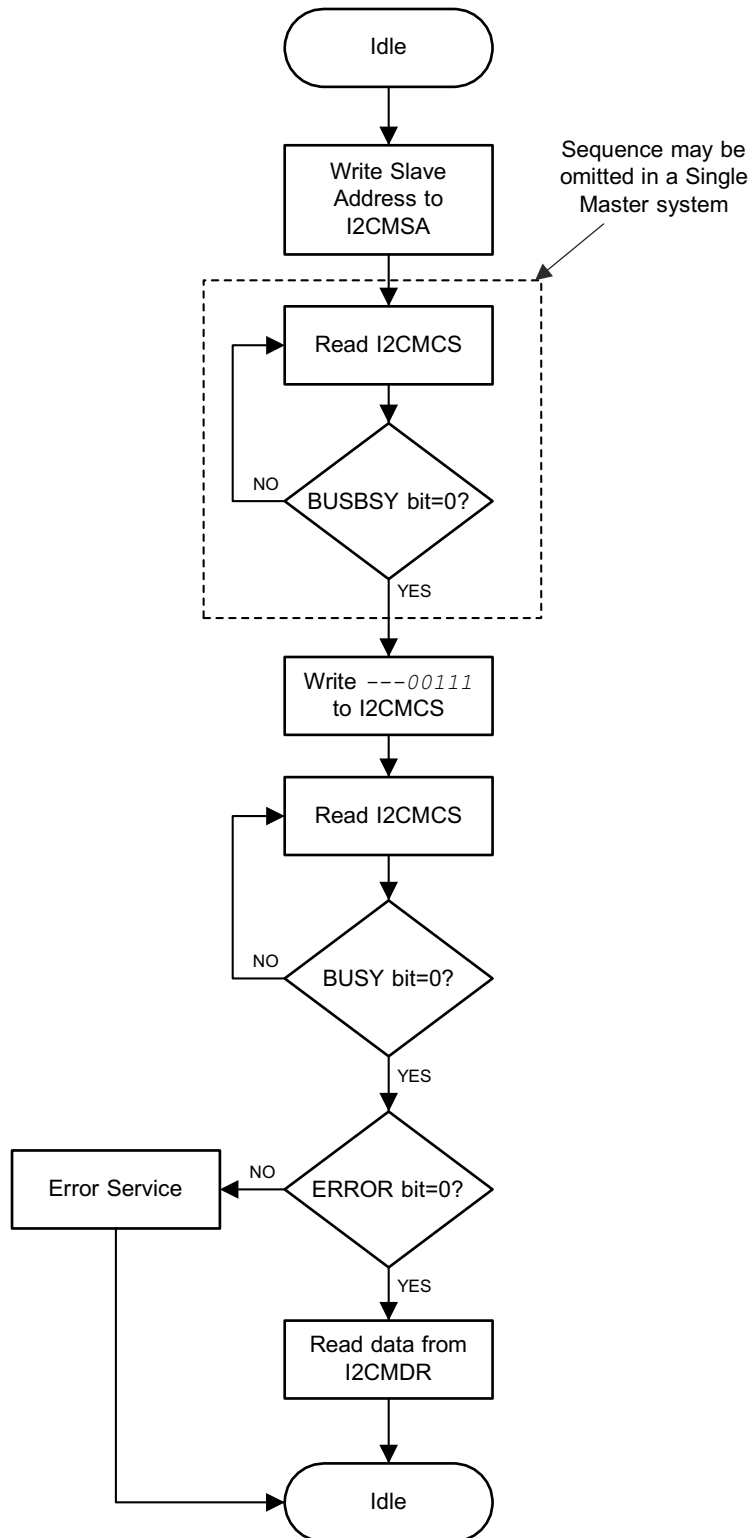 Idle
Write Slave
Address to
I2CMSA
Sequence may be
omitted in a Single
Master system
Read I2CMCS
BUSBSY bit=0?
NO
YES
Write ---00111
to I2CMCS
Read I2CMCS
BUSY bit=0?
NO
YES
ERROR bit=0?
NO
Error Service
YES
Read data from
I2CMDR
Idle